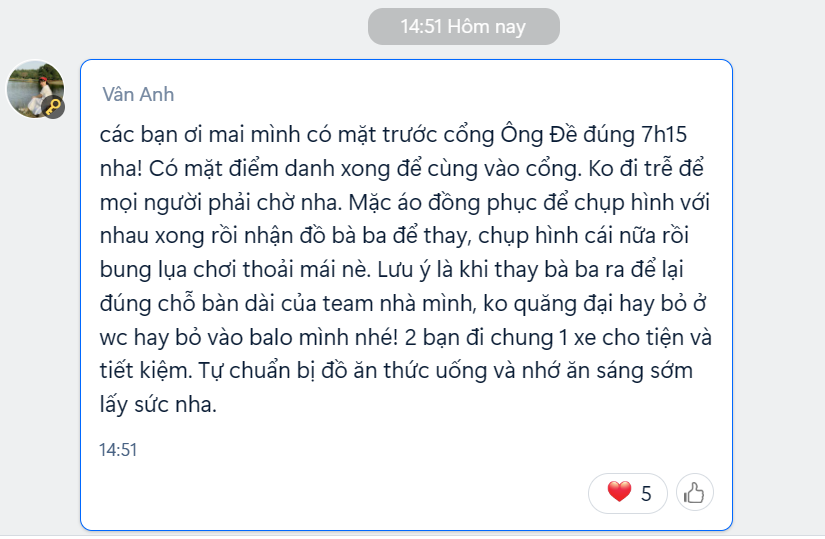 14:51 Hôm nay
Vân Anh
các bạn ơi mai mình có mặt trước cổng Ông Đề đúng 7h15
nha! Có mặt điểm danh xong để cùng vào cổng. Ko đi trễ để
mọi người phải chờ nha. Mặc áo đồng phục để chụp hình với
nhau xong rồi nhận đồ bà ba để thay, chụp hình cái nữa rồi
bung lụa chơi thoải mái nè. Lưu ý là khi thay bà ba ra để lại
đúng chỗ bàn dài của team nhà mình, ko quăng đại hay bỏ ở
wc hay bỏ vào balo mình nhé! 2 bạn đi chung 1 xe cho tiện và
tiết kiệm. Tự chuẩn bị đồ ăn thức uống và nhớ ăn sáng sớm
lấy sức nha.
14:51
5